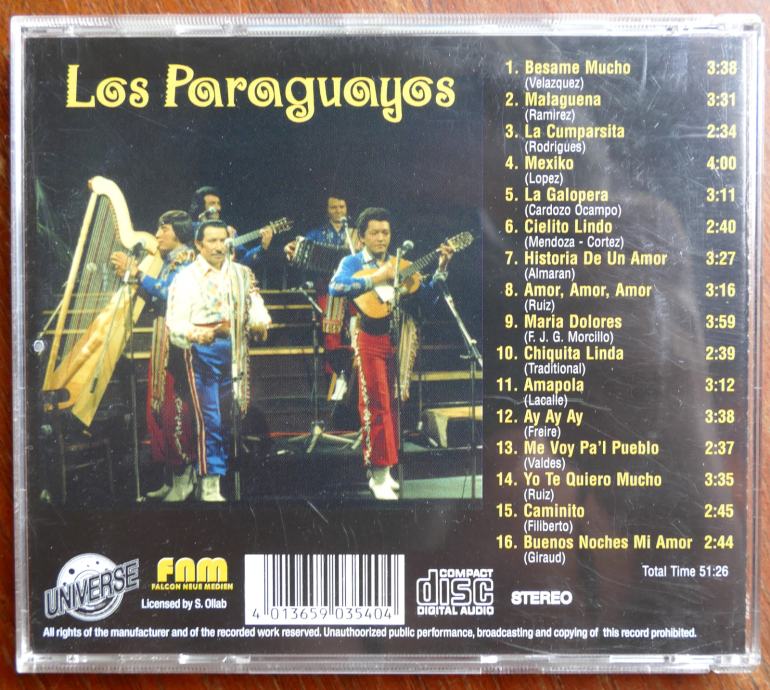 Los Paraguayos
1. Besame Mucho 3:38
(Velazquez)
2. Malaguena 3:31
(Ramirez)
3. La Cumparsita 2:34
(Rodrigues)
4. Mexiko 4:00
(Lopez)
5. La Galopera 3:11
(Cardozo Ocampo)
6. Cielito Lindo 2:40
(Mendoza - Cortez)
7. Historia De Un Amor 3:27
(Almaran)
8. Amor, Amor, Amor 3:16
(Ruiz)
9. Maria Dolores 3:59
(F. J. G. Morcillo)
10. Chiquita Linda 2:39
(Traditional)
11. Amapola 3:12
(Lacalle)
12. Ay Ay Ay 3:38
(Freire)
13. Me Voy Pa'l Pueblo 2:37
(Valdes)
14. Yo Te Quiero Mucho 3:35
(Ruiz)
15. Caminito 2:45
(Filiberto)
16. Buenos Noches Mi Amor 2:44
(Giraud)
Total Time 51:26
UNIVERSE
FNM
FALCON NEUE MEDIEN
Licensed by S. Ollab
4 013659 035404
COMPACT
disc
DIGITAL AUDIO
STEREO
All rights of the manufacturer and of the recorded work reserved. Unauthoorized public performance, broadcasting and copying of this record prohibited.